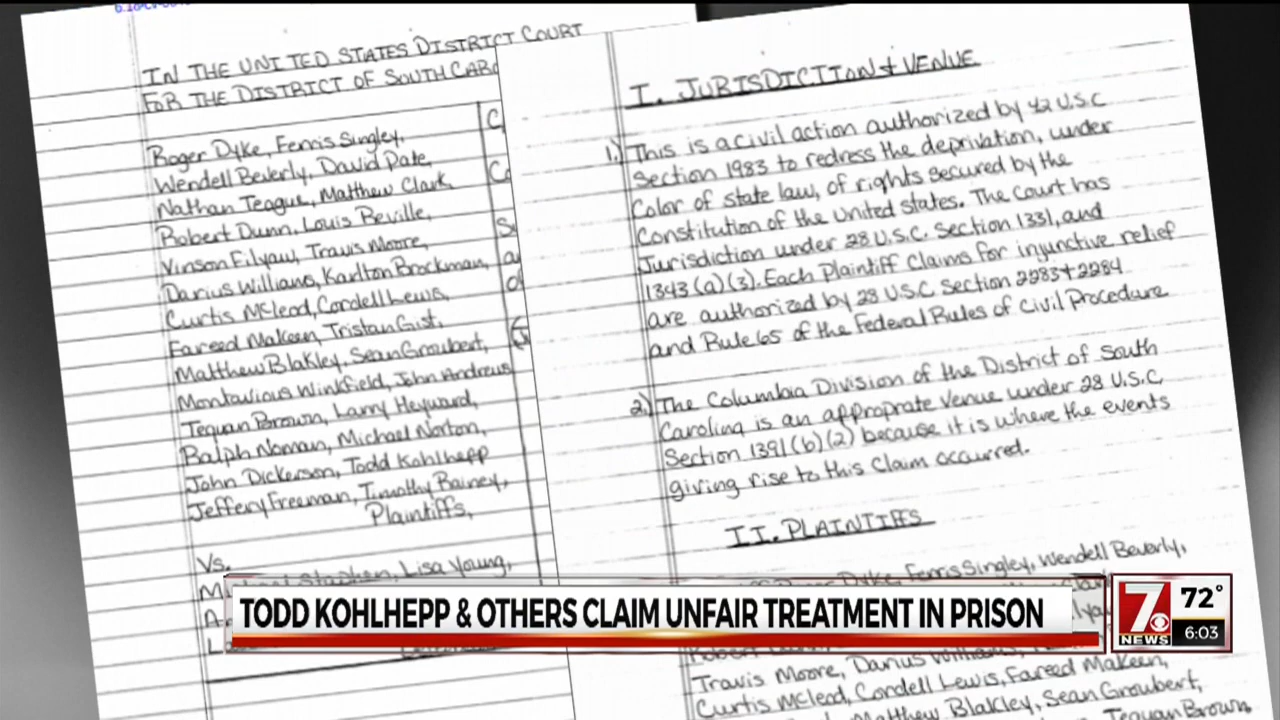 IN THE UNITED STATES DISTRICT COURT
FOR THE DISTRICT OF SOUTH CARO
Roger Dyke, Ferris Singley,
Wendell Beverly, David Pate,
Nathan Teague, Matthew Clark
Robert Dunn, Louis Reville,
Vinson Filyaw, Travis Moore,
Darius Williams, Karlton Brockman,
Curtis McLeod, Cordell Lewis,
Fareed Makeen, Tristan Gist,
Matthew Blakley, Sean Groubert,
Montavious Winkfield, John Andrews
Tequan Brown, Larry Heyward,
Ralph Noman, Michael Norton,
John Dickerson, Todd Kohlhepp
Jeffery Freeman, Timothy Rainey,
Plaintiffs,
Vs.
Stephen, Lisa Young,
I. JURISDICTION & VENUE
1.) This is a civil action authorized by 42 U.S.C
Section 1983 to redress the deprivation, under
Color of state law, of rights secured by the
Constitution of the United States. The Court has
Jurisdiction under 28 U.S.C. Section 1331, and
1343 (a) (3). Each Plaintiff Claims for injunctive relief
are authorized by 28 U.S.C Section 2283 + 2284
and Rule 65 of the Federal Rules of Civil Procedure
2.) The Columbia Division of the District of South
Carolina is an approprate Venue under 28 U.S.C,
Section 1391 (b) (2) because it is where the events
giving rise to this Claim occurred.
II. PLAINTIFFS
Dyke, Ferris Singley, Wendell Beverly,
Travis Moore, Darius Williams,
Curtis McLeod, Cordell Lewis, Fareed Makeen,
Matthew Blakley, Sean Groubert,
Tequan Brown,
TODD KOHLHEPP & OTHERS CLAIM UNFAIR TREATMENT IN PRISON
7
NEWS
72°
6:03